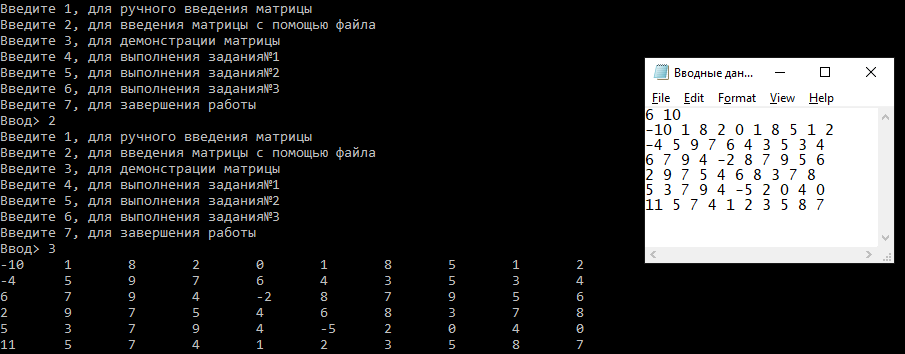 Введите 1, для ручного введения матрицы
Введите 2, для введения матрицы с помощью файла
Введите 3, для демонстрации матрицы
Введите 4, для выполнения задания№1
Введите 5, для выполнения задания№2
Введите 6, для выполнения задания№3
Введите 7, для завершения работы
Ввод> 2
Введите 1, для ручного введения матрицы
Введите 2, для введения матрицы с помощью файла
Введите 3, для демонстрации матрицы
Введите 4, для выполнения задания№1
Введите 5, для выполнения задания№2
Введите 6, для выполнения задания№3
Введите 7, для завершения работы
Ввод> 3
-10 1 8 2 0 1 8 5 1 2
-4 5 9 7 6 4 3 5 3 4
6 7 9 4 -2 8 7 9 5 6
2 9 7 5 4 6 8 3 7 8
5 3 7 9 4 -5 2 0 4 0
11 5 7 4 1 2 3 5 8 7
Вводные дан...
File Edit Format View Help
6 10
-10 1 8 2 0 1 8 5 1 2
-4 5 9 7 6 4 3 5 3 4
6 7 9 4 -2 8 7 9 5 6
2 9 7 5 4 6 8 3 7 8
5 3 7 9 4 -5 2 0 4 0
11 5 7 4 1 2 3 5 8 7